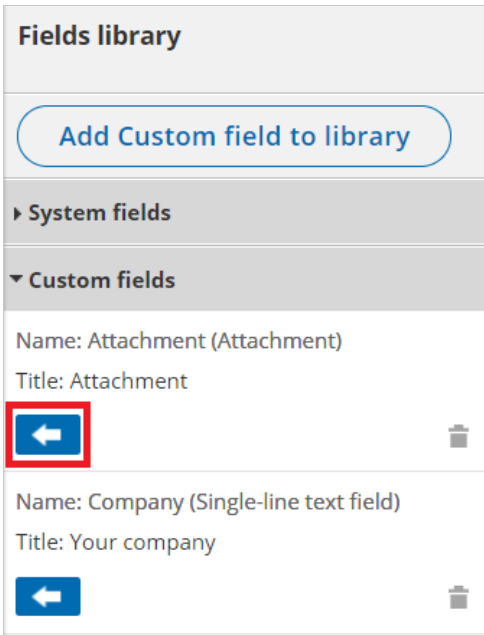 Fields library
Add Custom field to library
System fields
Custom fields
Name: Attachment (Attachment)
Title: Attachment
Name: Company (Single-line text field)
Title: Your company